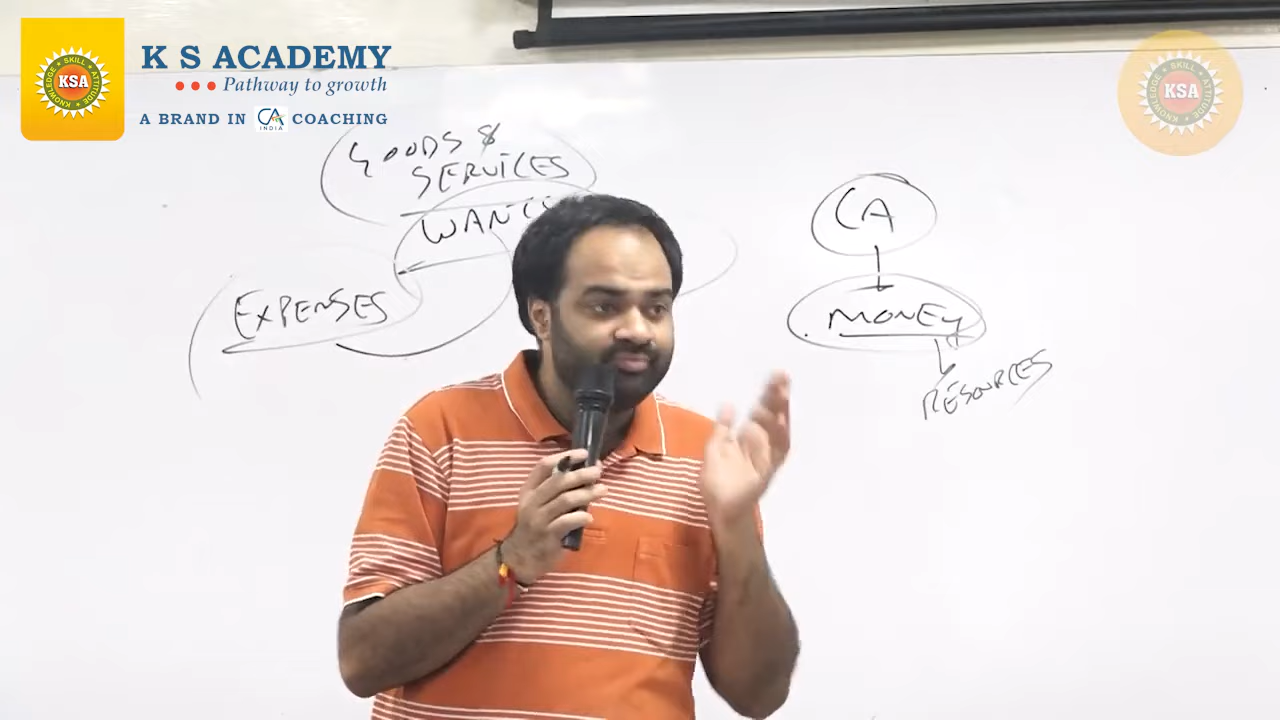 K S ACADEMY
Pathway to growth
A BRAND IN CA INDIA COACHING
KSA
KNOWLEDGE SKILL ATTITUDE
KSA
KNOWLEDGE SKILL ATTITUDE
GOODS &
SERVICES
EXPENSES
CA
MONEY
RESOURCES